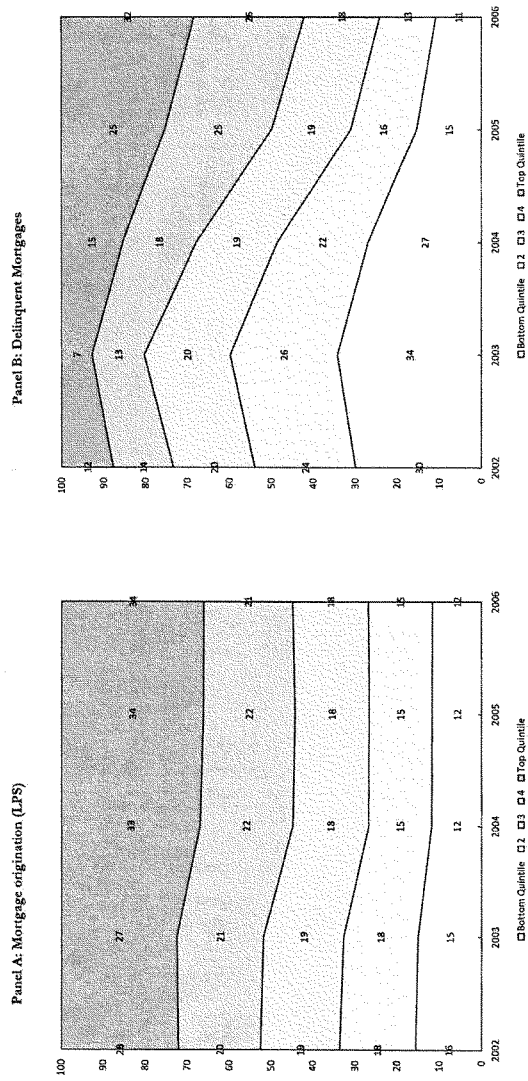 Panel A: Mortgage origination (LPS)
100
90
80
70
60
50
40
30
20
10
0
28 27 33 34 34
20 21 22 22 21
19 19 18 18 18
18 18 15 15 15
16 15 12 12 12
2002 2003 2004 2005 2006
Bottom Quintile 2 3 4 Top Quintile
Panel B: Delinquent Mortgages
100
90
80
70
60
50
40
30
20
10
0
12 7 15 25 32
14 13 18 25 26
20 20 19 19 18
24 26 22 16 13
30 34 27 15 11
2002 2003 2004 2005 2006
Bottom Quintile 2 3 4 Top Quintile